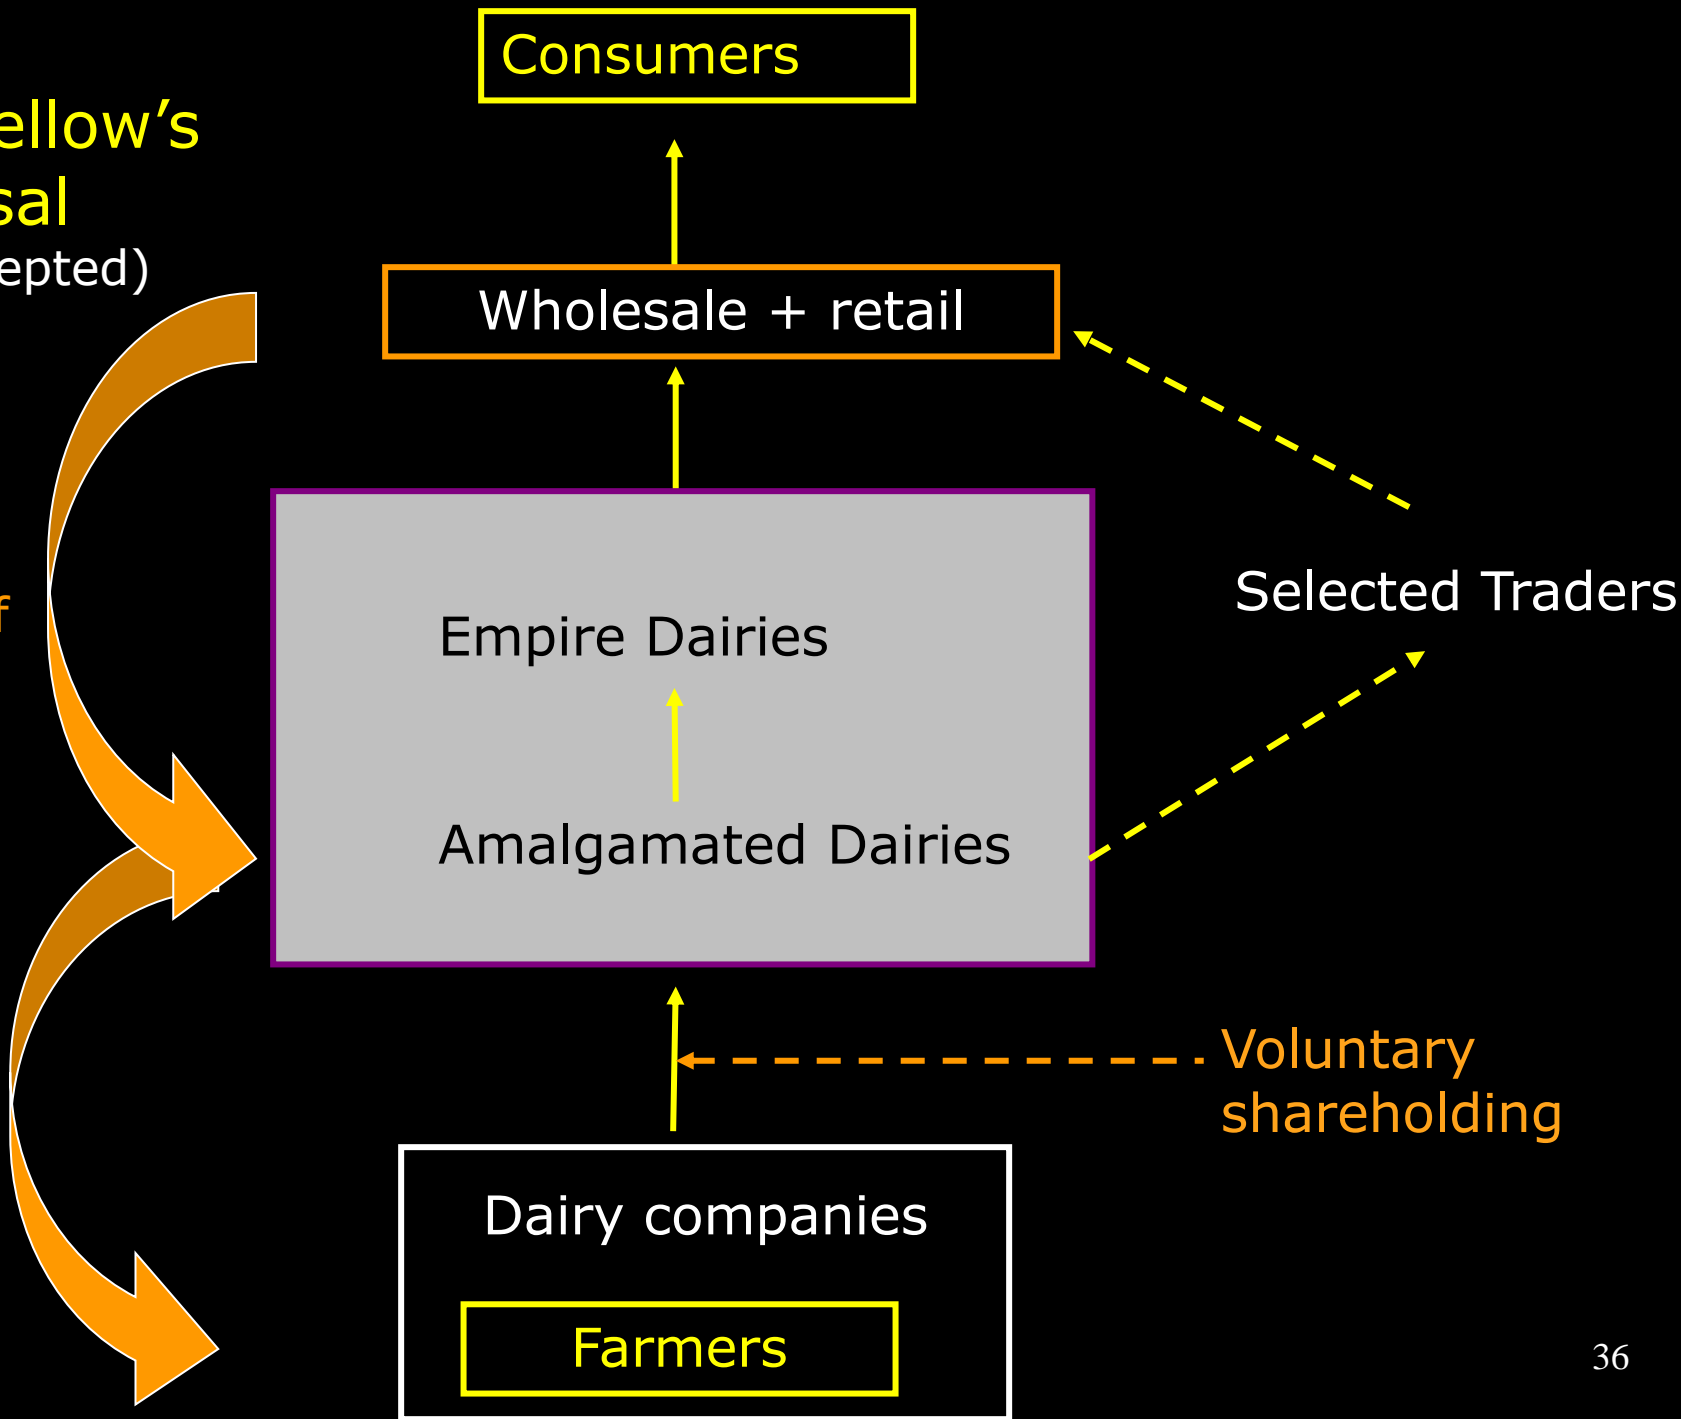 Consumers
ellow’s
sal
epted)
Wholesale + retail
f
Selected Traders
Empire Dairies
Amalgamated Dairies
Voluntary
shareholding
Dairy companies
Farmers
36